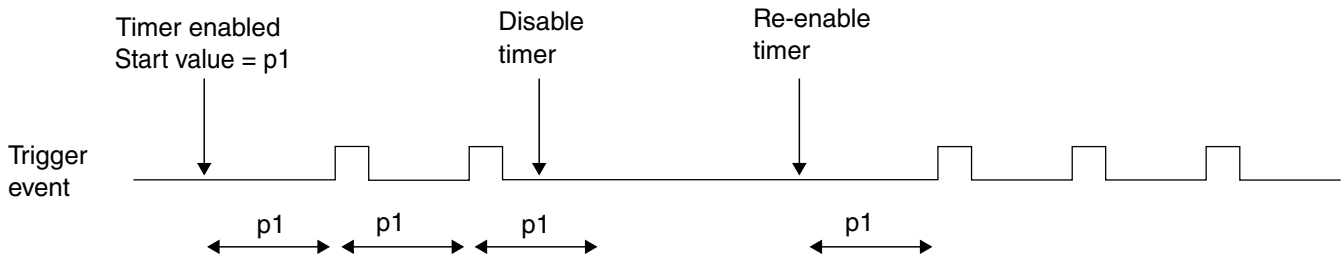 Timer enabled
Start value = p1
Disable
timer
Re-enable
timer
Trigger
event
p1
p1
p1
p1